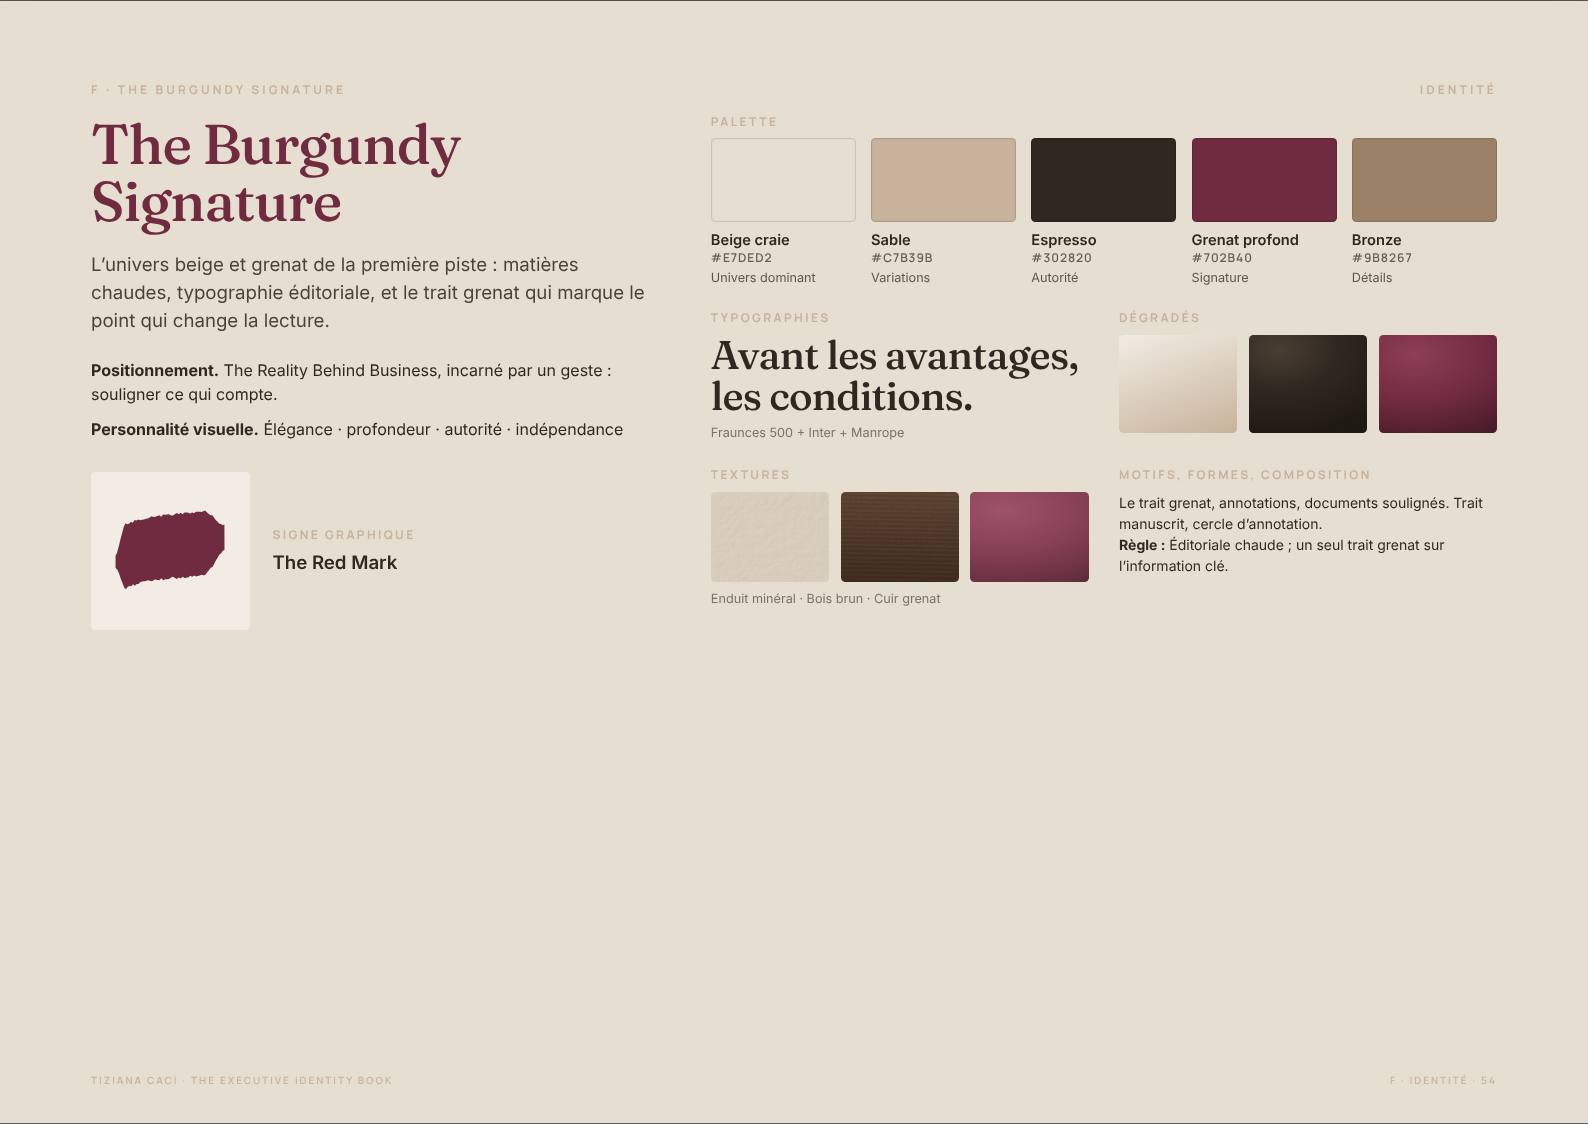 F · THE BURGUNDY SIGNATURE
IDENTITÉ
The Burgundy
Signature
L’univers beige et grenat de la première piste : matières
chaudes, typographie éditoriale, et le trait grenat qui marque le
point qui change la lecture.
Positionnement. The Reality Behind Business, incarné par un geste :
souligner ce qui compte.
Personnalité visuelle. Élégance · profondeur · autorité · indépendance
SIGNE GRAPHIQUE
The Red Mark
PALETTE
Beige craie
#E7DED2
Univers dominant
Sable
#C7B39B
Variations
Espresso
#302820
Autorité
Grenat profond
#702B40
Signature
Bronze
#9B8267
Détails
TYPOGRAPHIES
Avant les avantages,
les conditions.
Fraunces 500 + Inter + Manrope
DÉGRADÉS
TEXTURES
Enduit minéral · Bois brun · Cuir grenat
MOTIFS, FORMES, COMPOSITION
Le trait grenat, annotations, documents soulignés. Trait
manuscrit, cercle d’annotation.
Règle : Éditoriale chaude ; un seul trait grenat sur
l’information clé.
TIZIANA CACI · THE EXECUTIVE IDENTITY BOOK
F · IDENTITÉ · 54